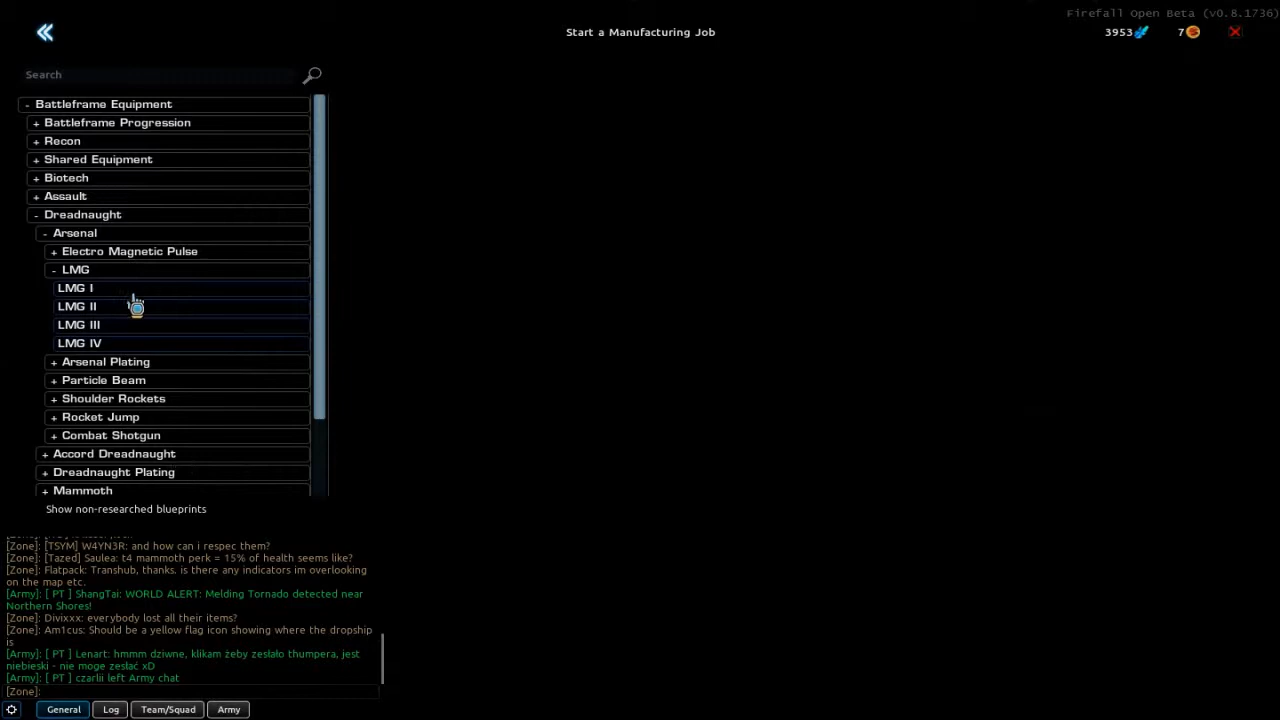 Firefall Open Beta (v0.8.1736)
Start a Manufacturing Job
3953
7
Search
- Battleframe Equipment
+ Battleframe Progression
+ Recon
+ Shared Equipment
+ Biotech
+ Assault
- Dreadnaught
- Arsenal
+ Electro Magnetic Pulse
- LMG
LMG I
LMG II
LMG III
LMG IV
+ Arsenal Plating
+ Particle Beam
+ Shoulder Rockets
+ Rocket Jump
+ Combat Shotgun
+ Accord Dreadnaught
+ Dreadnaught Plating
+ Mammoth
Show non-researched blueprints
[Zone]: [TSYM] W4YN3R: and how can i respec them?
[Zone]: [Tazed] Saulea: t4 mammoth perk = 15% of health seems like?
[Zone]: Flatpack: Transhub, thanks. is there any indicators im overlooking
on the map etc.
[Army]: [ PT ] ShangTai: WORLD ALERT: Melding Tornado detected near
Northern Shores!
[Zone]: Divixxx: everybody lost all their items?
[Zone]: Am1cus: Should be a yellow flag icon showing where the dropship
is
[Army]: [ PT ] Lenart: hmmm dziwne, klikam żeby zesłało thumpera, jest
niebieski - nie moge zesłać xD
[Army]: [ PT ] czarlii left Army chat
[Zone]:
General Log Team/Squad Army